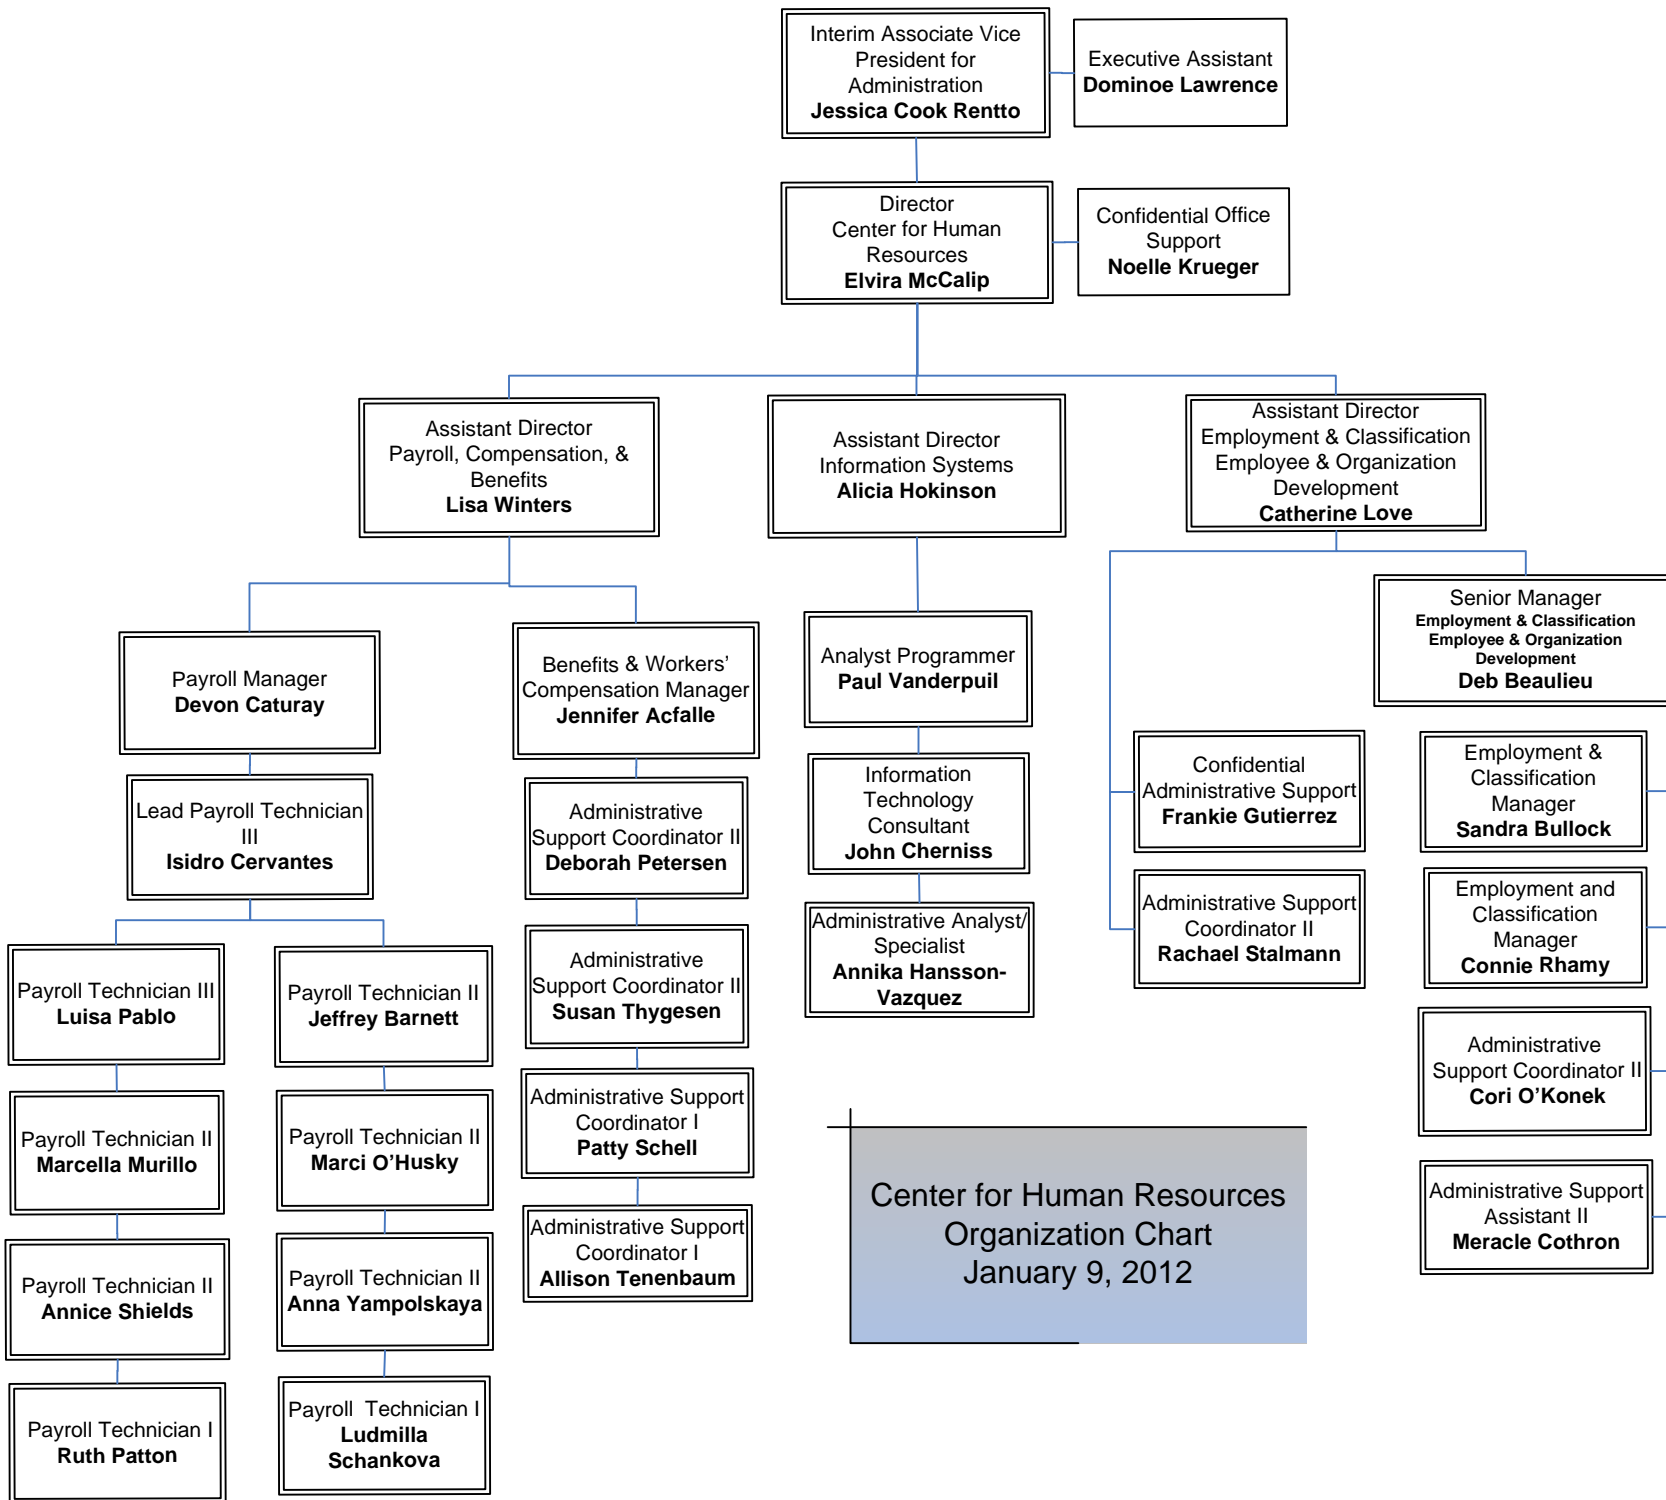 Interim Associate Vice
President for
Administration
Jessica Cook Rentto
Executive Assistant
Dominoe Lawrence
Director
Center for Human
Resources
Elvira McCalip
Confidential Office
Support
Noelle Krueger
Assistant Director
Payroll, Compensation, &
Benefits
Lisa Winters
Assistant Director
Information Systems
Alicia Hokinson
Assistant Director
Employment & Classification
Employee & Organization
Development
Catherine Love
Payroll Manager
Devon Caturay
Benefits & Workers’
Compensation Manager
Jennifer Acfalle
Analyst Programmer
Paul Vanderpuil
Senior Manager
Employment & Classification
Employee & Organization
Development
Deb Beaulieu
Lead Payroll Technician
III
Isidro Cervantes
Administrative
Support Coordinator II
Deborah Petersen
Information
Technology
Consultant
John Cherniss
Confidential
Administrative Support
Frankie Gutierrez
Employment &
Classification
Manager
Sandra Bullock
Payroll Technician III
Luisa Pablo
Payroll Technician II
Jeffrey Barnett
Administrative
Support Coordinator II
Susan Thygesen
Administrative Analyst/
Specialist
Annika Hansson-
Vazquez
Administrative Support
Coordinator II
Rachael Stalmann
Employment and
Classification
Manager
Connie Rhamy
Payroll Technician II
Marcella Murillo
Payroll Technician II
Marci O’Husky
Administrative Support
Coordinator I
Patty Schell
Administrative
Support Coordinator II
Cori O’Konek
Payroll Technician II
Annice Shields
Payroll Technician II
Anna Yampolskaya
Administrative Support
Coordinator I
Allison Tenenbaum
Center for Human Resources
Organization Chart
January 9, 2012
Administrative Support
Assistant II
Meracle Cothron
Payroll Technician I
Ruth Patton
Payroll Technician I
Ludmilla
Schankova